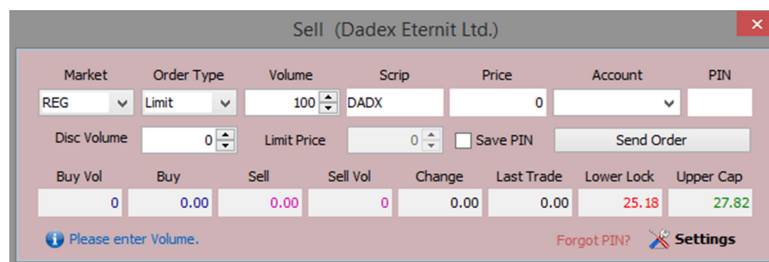 Sell (Dadex Eternit Ltd.)
Market Order Type Volume Scrip Price Account PIN
REG Limit 100 DADX 0
Disc Volume 0 Limit Price 0 Save PIN Send Order
Buy Vol Buy Sell Sell Vol Change Last Trade Lower Lock Upper Cap
0 0.00 0.00 0 0.00 0.00 25.18 27.82
Please enter Volume. Forgot PIN? Settings